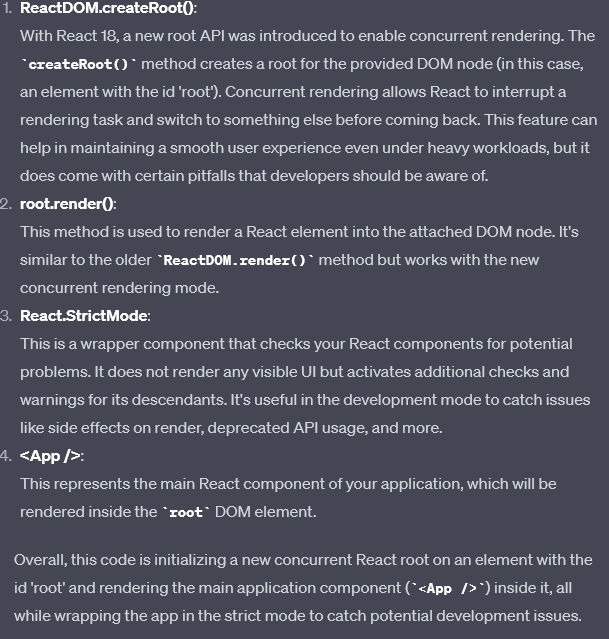 1. ReactDOM.createRoot():
With React 18, a new root API was introduced to enable concurrent rendering. The
`createRoot()` method creates a root for the provided DOM node (in this case,
an element with the id 'root'). Concurrent rendering allows React to interrupt a
rendering task and switch to something else before coming back. This feature can
help in maintaining a smooth user experience even under heavy workloads, but it
does come with certain pitfalls that developers should be aware of.
2. root.render():
This method is used to render a React element into the attached DOM node. It's
similar to the older `ReactDOM.render()` method but works with the new
concurrent rendering mode.
3. React.StrictMode:
This is a wrapper component that checks your React components for potential
problems. It does not render any visible UI but activates additional checks and
warnings for its descendants. It's useful in the development mode to catch issues
like side effects on render, deprecated API usage, and more.
4. <App />:
This represents the main React component of your application, which will be
rendered inside the `root` DOM element.
Overall, this code is initializing a new concurrent React root on an element with the
id 'root' and rendering the main application component (`<App />`) inside it, all
while wrapping the app in the strict mode to catch potential development issues.